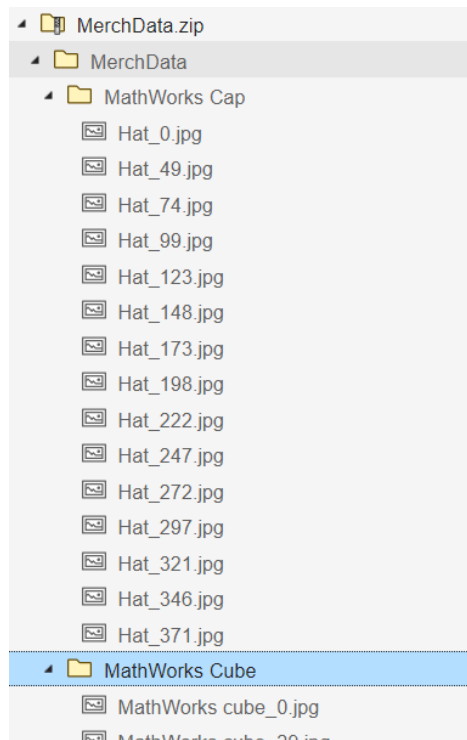 MerchData.zip
MerchData
MathWorks Cap
Hat_0.jpg
Hat_49.jpg
Hat_74.jpg
Hat_99.jpg
Hat_123.jpg
Hat_148.jpg
Hat_173.jpg
Hat_198.jpg
Hat_222.jpg
Hat_247.jpg
Hat_272.jpg
Hat_297.jpg
Hat_321.jpg
Hat_346.jpg
Hat_371.jpg
MathWorks Cube
MathWorks cube_0.jpg